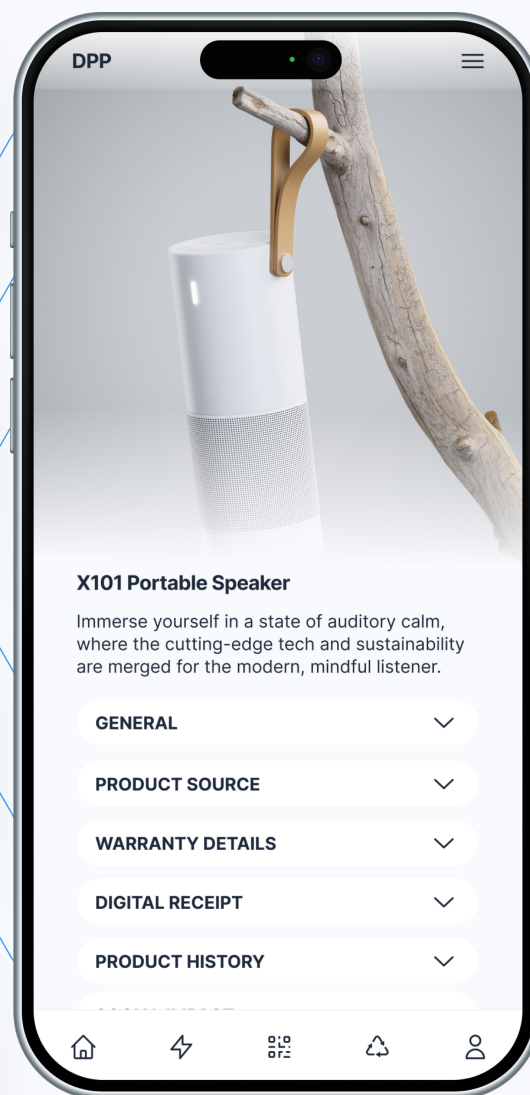 DPP
X101 Portable Speaker
Immerse yourself in a state of auditory calm,
where the cutting-edge tech and sustainability
are merged for the modern, mindful listener.
GENERAL
PRODUCT SOURCE
WARRANTY DETAILS
DIGITAL RECEIPT
PRODUCT HISTORY